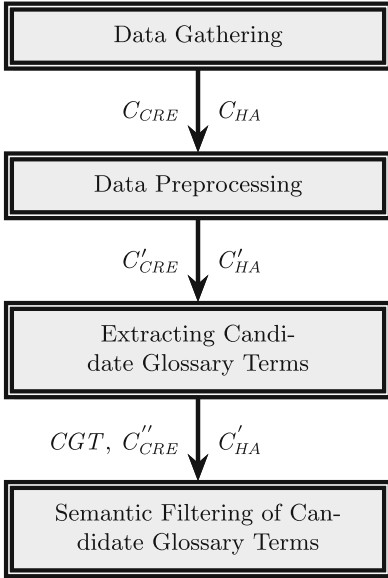 Data Gathering
C_CRE C_HA
Data Preprocessing
C'_CRE C'_HA
Extracting Candi-
date Glossary Terms
CGT, C''_CRE C'_HA
Semantic Filtering of Can-
didate Glossary Terms